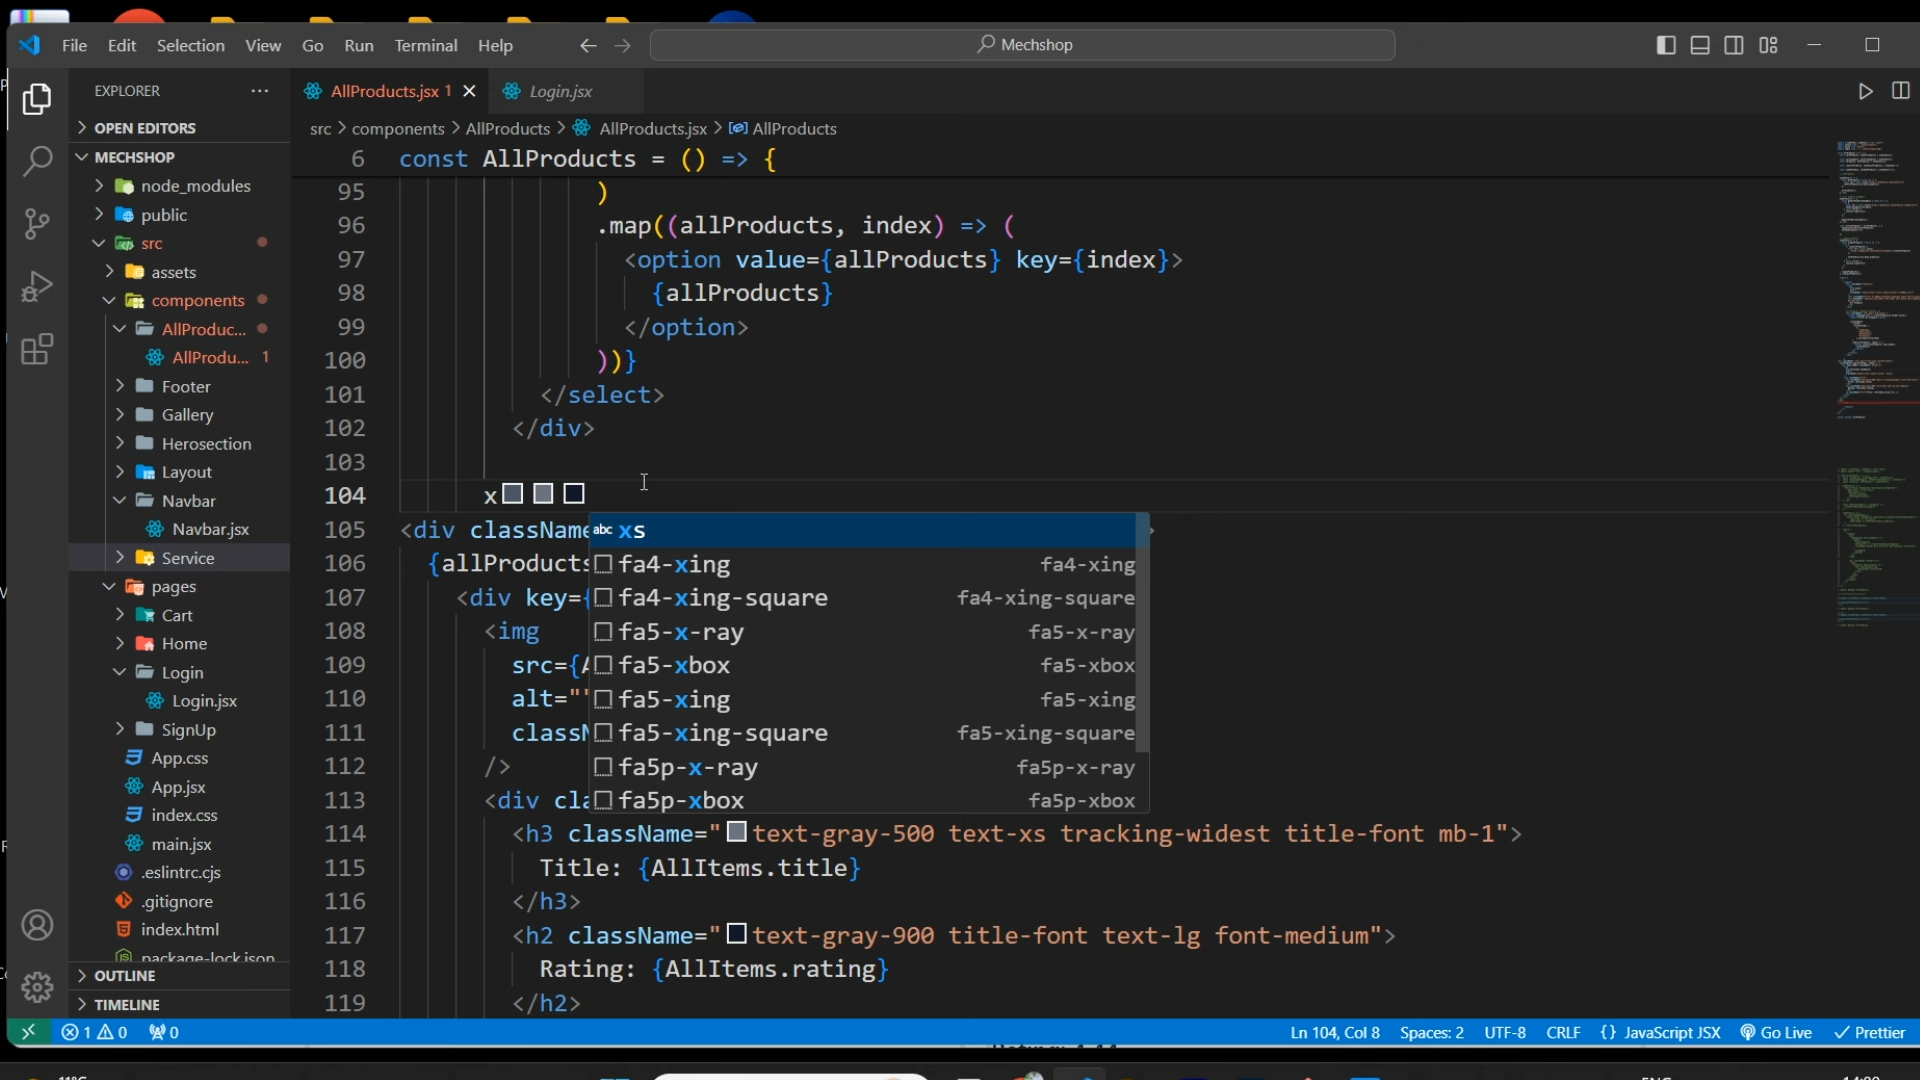 File Edit Selection View Go Run Terminal Help Mechshop
EXPLORER
AllProducts.jsx 1
Login.jsx
OPEN EDITORS
src > components > AllProducts > AllProducts.jsx > AllProducts
MECHSHOP
node_modules
public
src
assets
components
AllProduc...
AllProdu... 1
Footer
Gallery
Herosection
Layout
Navbar
Navbar.jsx
Service
pages
Cart
Home
Login
Login.jsx
SignUp
App.css
App.jsx
index.css
main.jsx
.eslintrc.cjs
.gitignore
index.html
package-lock.json
OUTLINE
TIMELINE
6 const AllProducts = () => {
95 )
96 .map((allProducts, index) => (
97 <option value={allProducts} key={index}>
98 {allProducts}
99 </option>
100 ))}
101 </select>
102 </div>
103
104 x
105 <div className
106 {allProducts
107 <div key={
108 <img
109 src={A
110 alt=""
111 classN
112 />
113 <div cla
114 <h3 className="text-gray-500 text-xs tracking-widest title-font mb-1">
115 Title: {AllItems.title}
116 </h3>
117 <h2 className="text-gray-900 title-font text-lg font-medium">
118 Rating: {AllItems.rating}
119 </h2>
abc xs
fa4-xing fa4-xing
fa4-xing-square fa4-xing-square
fa5-x-ray fa5-x-ray
fa5-xbox fa5-xbox
fa5-xing fa5-xing
fa5-xing-square fa5-xing-square
fa5p-x-ray fa5p-x-ray
fa5p-xbox fa5p-xbox
1 0 0 Ln 104, Col 8 Spaces: 2 UTF-8 CRLF {} JavaScript JSX Go Live Prettier